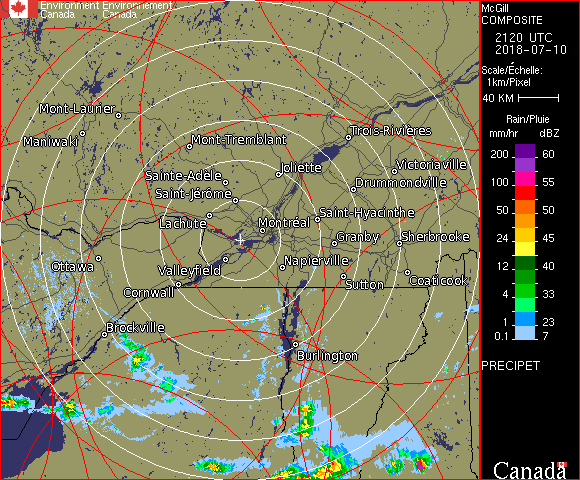 Environment Environnement
Canada Canada
McGill
COMPOSITE
2120 UTC
2018-07-10
Scale/Échelle:
1km/Pixel
40 KM
Rain/Pluie
mm/hr dBZ
200 60
100 55
50 50
24 45
12 40
4 33
1 23
0.1 7
PRECIPET
Canada
Mont-Laurier
Maniwaki
Mont-Tremblant
Trois-Rivières
Joliette
Victoriaville
Sainte-Adèle
Drummondville
Saint-Jérôme
Lachute
Montréal
Saint-Hyacinthe
Granby
Sherbrooke
Ottawa
Valleyfield
Napierville
Cornwall
Sutton
Coaticook
Brockville
Burlington